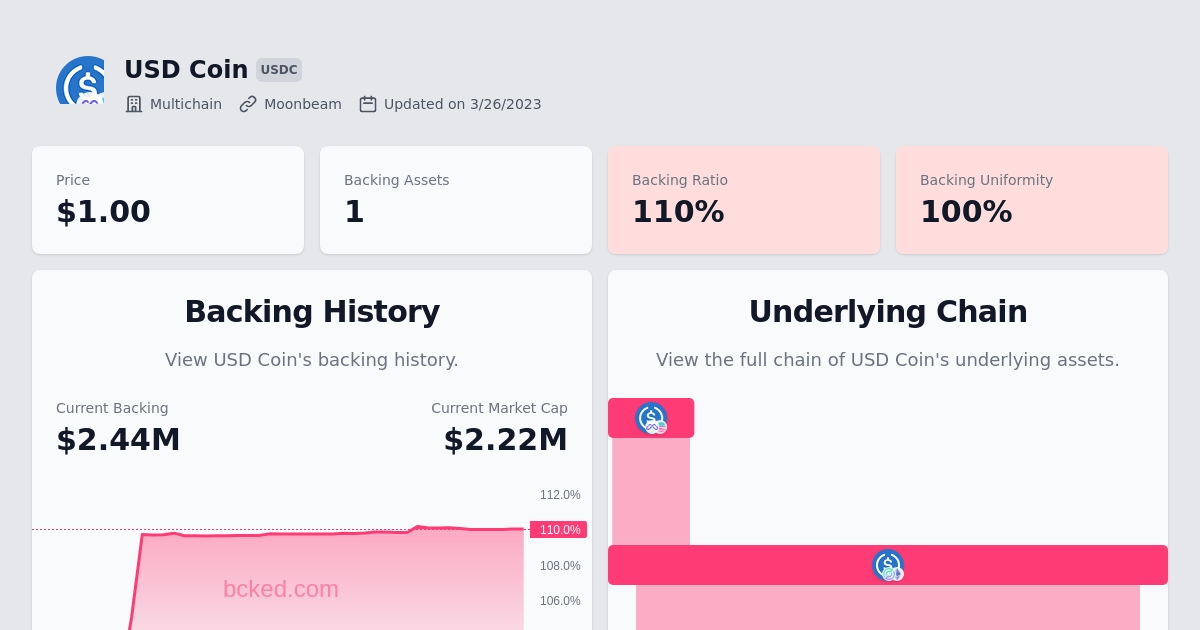 USD Coin USDC
Multichain Moonbeam Updated on 3/26/2023
Price
$1.00
Backing Assets
1
Backing Ratio
110%
Backing Uniformity
100%
Backing History
View USD Coin's backing history.
Current Backing
$2.44M
Current Market Cap
$2.22M
112.0%
110.0%
108.0%
106.0%
bcked.com
Underlying Chain
View the full chain of USD Coin's underlying assets.